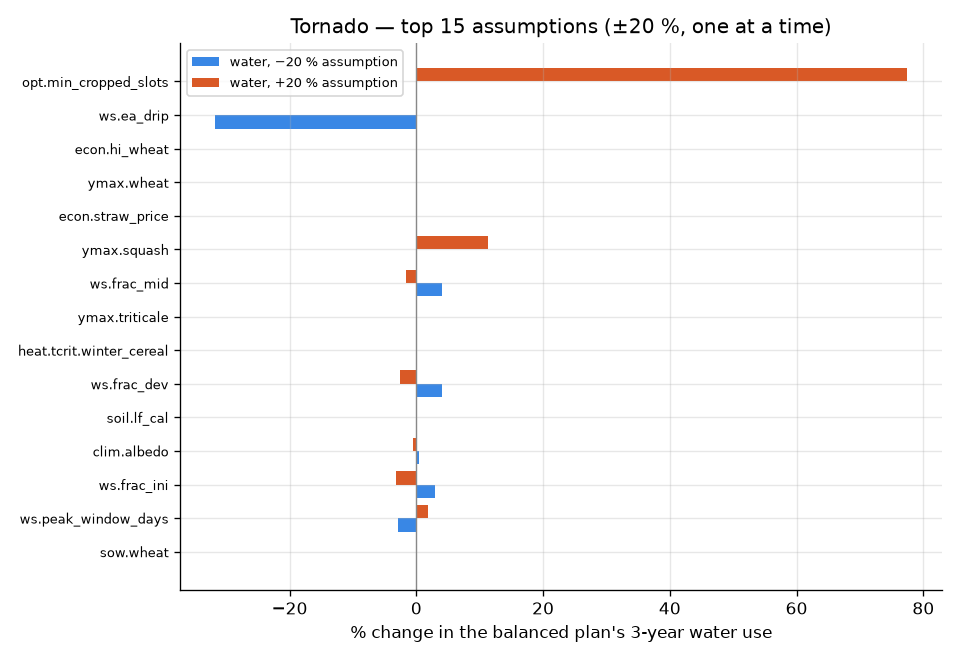 Tornado — top 15 assumptions (±20 %, one at a time)
water, −20 % assumption
water, +20 % assumption
opt.min_cropped_slots
ws.ea_drip
econ.hi_wheat
ymax.wheat
econ.straw_price
ymax.squash
ws.frac_mid
ymax.triticale
heat.tcrit.winter_cereal
ws.frac_dev
soil.lf_cal
clim.albedo
ws.frac_ini
ws.peak_window_days
sow.wheat
−20 0 20 40 60 80
% change in the balanced plan's 3-year water use